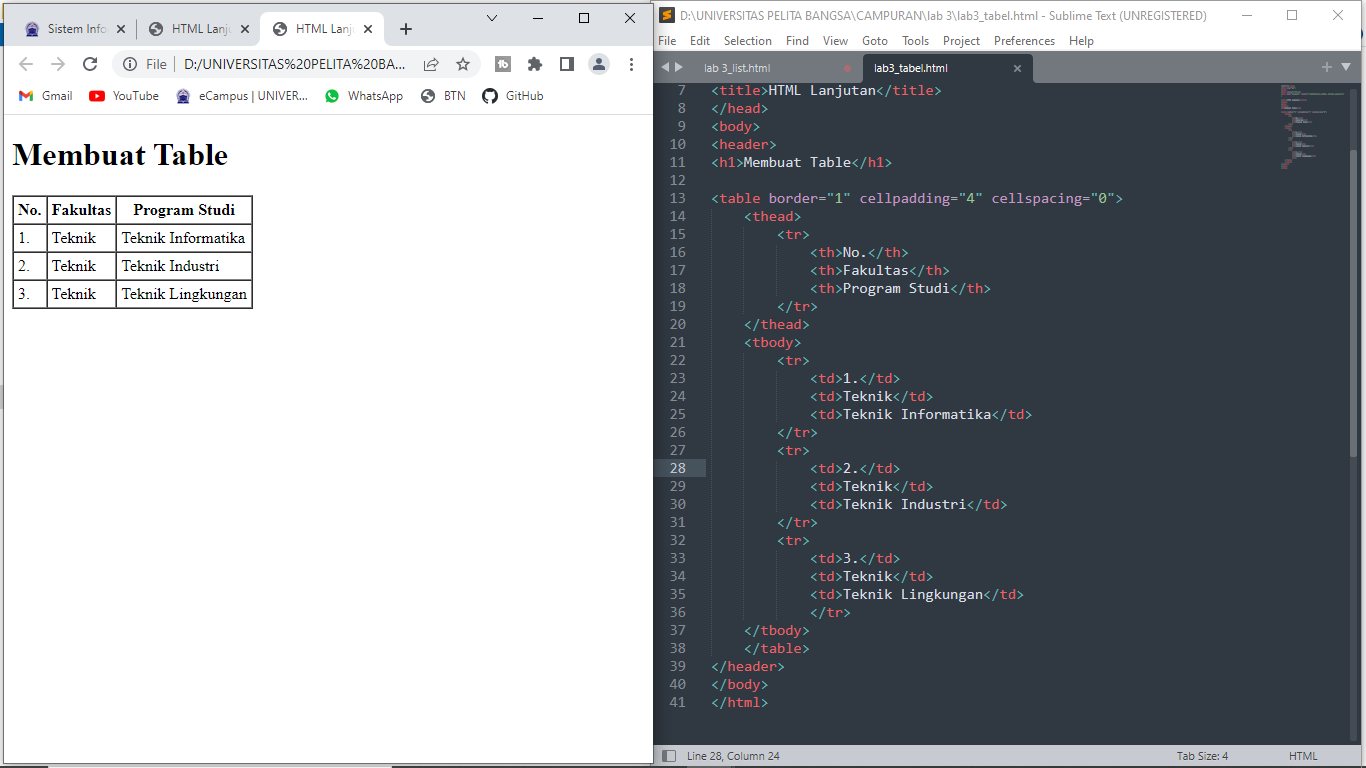 Sistem Info
HTML Lanju
HTML Lanju
File
D:/UNIVERSITAS%20PELITA%20BA...
Gmail
YouTube
eCampus | UNIVER...
WhatsApp
BTN
GitHub
Membuat Table
No. Fakultas Program Studi
1. Teknik Teknik Informatika
2. Teknik Teknik Industri
3. Teknik Teknik Lingkungan
D:\UNIVERSITAS PELITA BANGSA\CAMPURAN\lab 3\lab3_tabel.html - Sublime Text (UNREGISTERED)
File Edit Selection Find View Goto Tools Project Preferences Help
lab 3_list.html
lab3_tabel.html
7 <title>HTML Lanjutan</title>
8 </head>
9 <body>
10 <header>
11 <h1>Membuat Table</h1>
12
13 <table border="1" cellpadding="4" cellspacing="0">
14 <thead>
15 <tr>
16 <th>No.</th>
17 <th>Fakultas</th>
18 <th>Program Studi</th>
19 </tr>
20 </thead>
21 <tbody>
22 <tr>
23 <td>1.</td>
24 <td>Teknik</td>
25 <td>Teknik Informatika</td>
26 </tr>
27 <tr>
28 <td>2.</td>
29 <td>Teknik</td>
30 <td>Teknik Industri</td>
31 </tr>
32 <tr>
33 <td>3.</td>
34 <td>Teknik</td>
35 <td>Teknik Lingkungan</td>
36 </tr>
37 </tbody>
38 </table>
39 </header>
40 </body>
41 </html>
Line 28, Column 24
Tab Size: 4
HTML